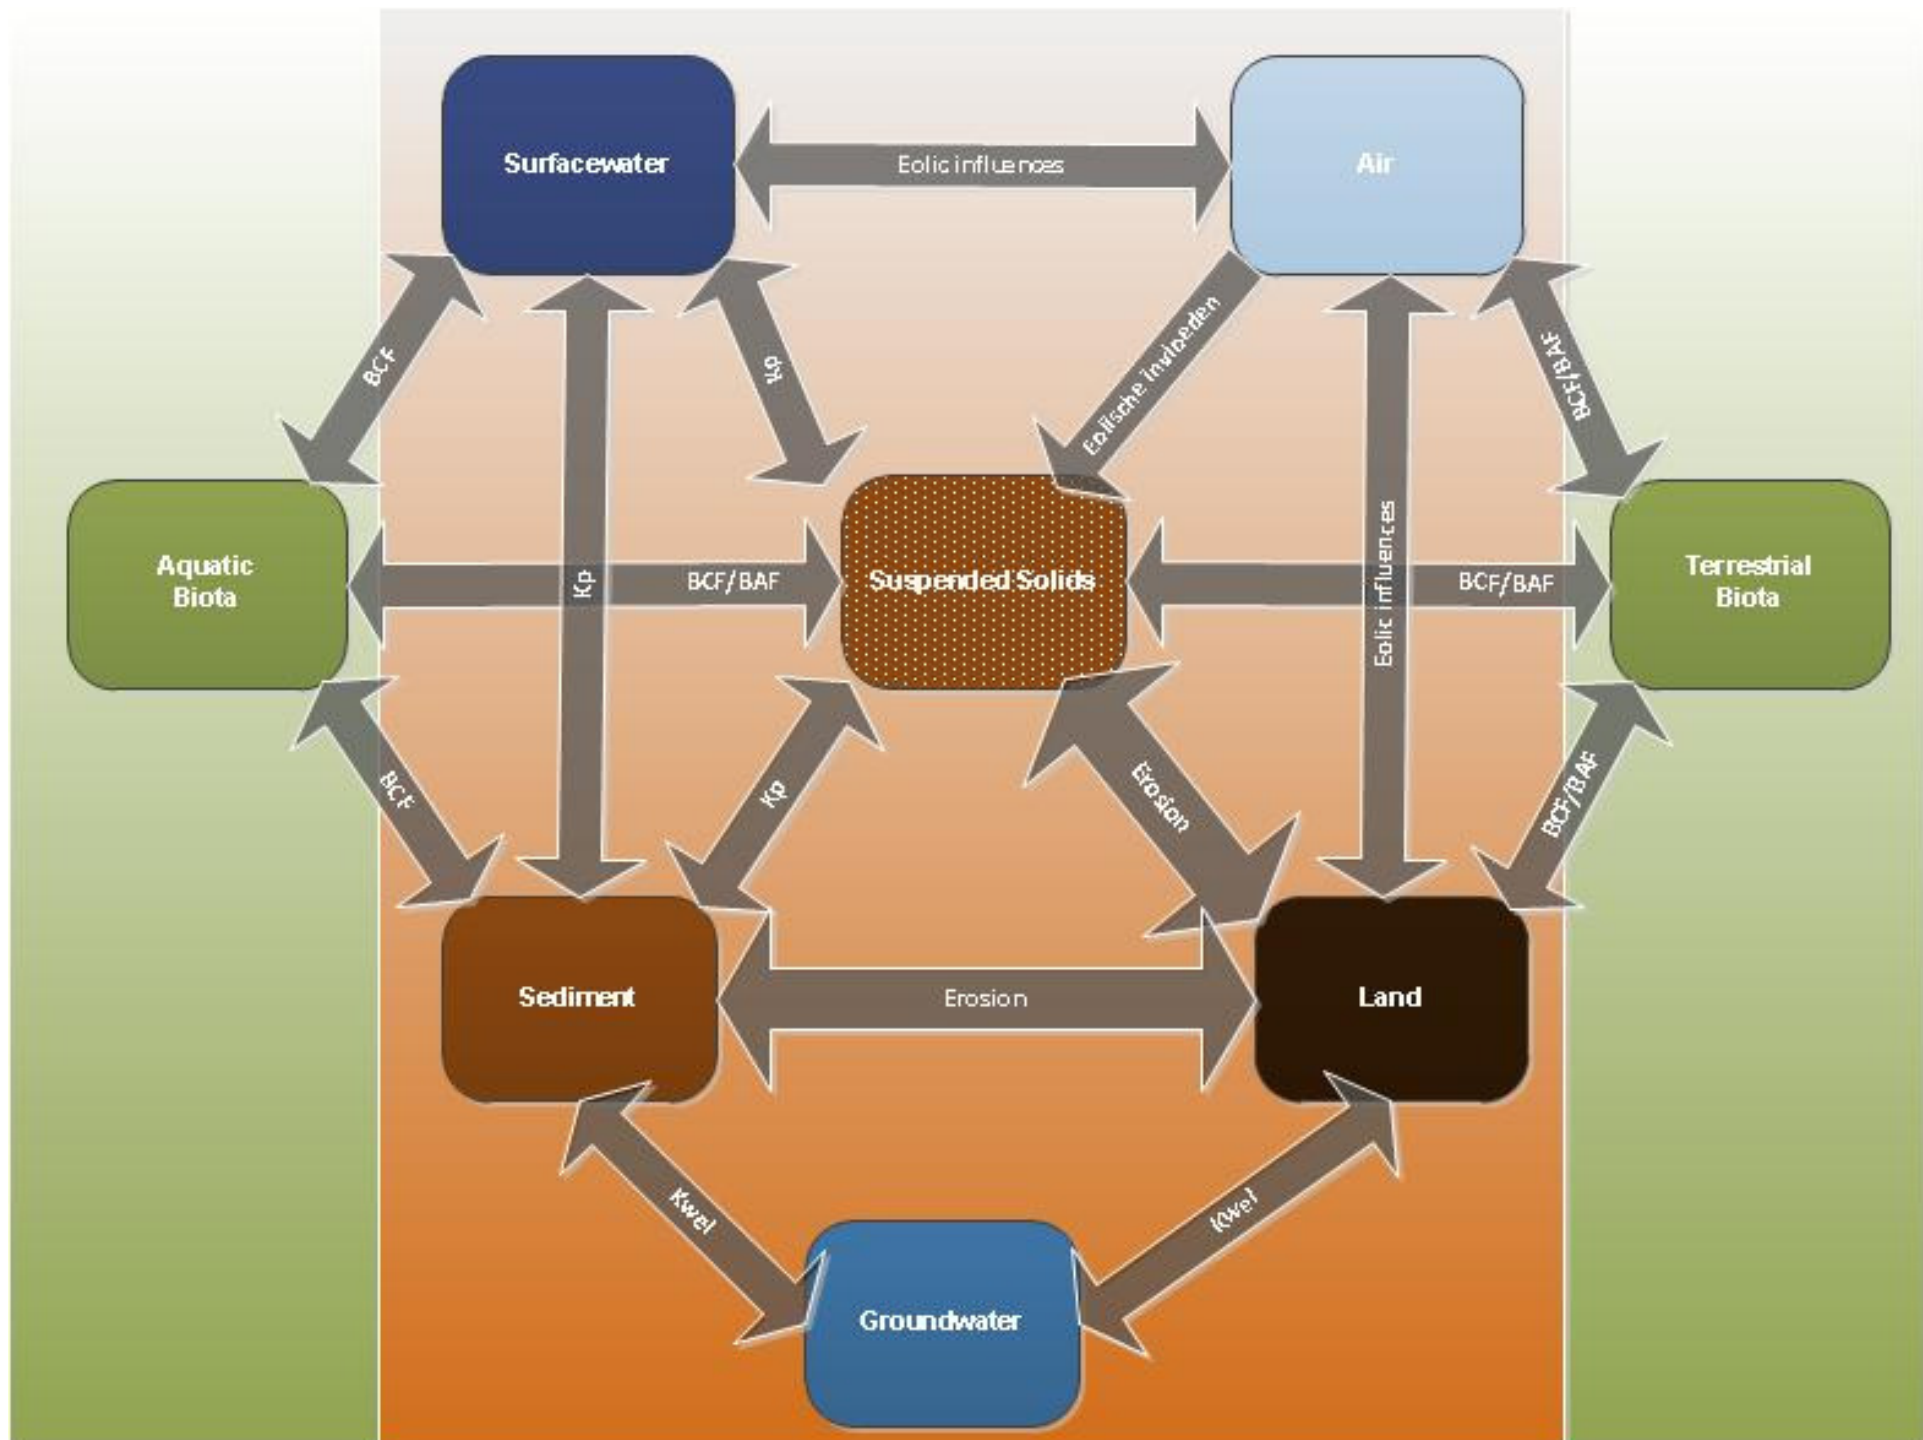 Surfacewater
Eolic influences
Air
BCF
Kp
Eolische invloeden
BCF/BAF
Aquatic
Biota
Kp
BCF/BAF
Suspended Solids
Eolic influences
BCF/BAF
Terrestrial
Biota
BCF
Kp
Erosion
BCF/BAF
Sediment
Erosion
Land
Kwel
Kwel
Groundwater